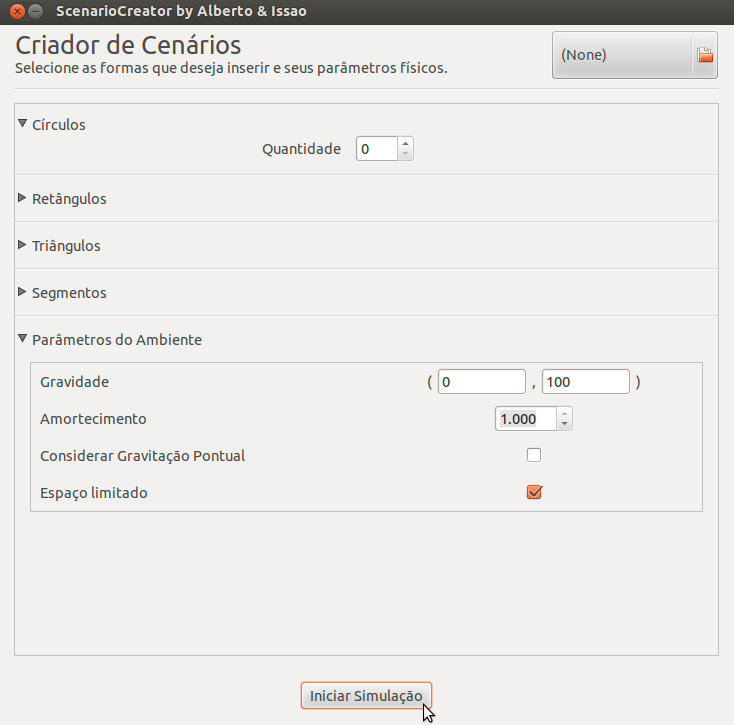 ScenarioCreator by Alberto & Issao
Criador de Cenários
Selecione as formas que deseja inserir e seus parâmetros físicos.
(None)
Círculos
Quantidade 0
Retângulos
Triângulos
Segmentos
Parâmetros do Ambiente
Gravidade ( 0 , 100 )
Amortecimento 1.000
Considerar Gravitação Pontual
Espaço limitado
Iniciar Simulação